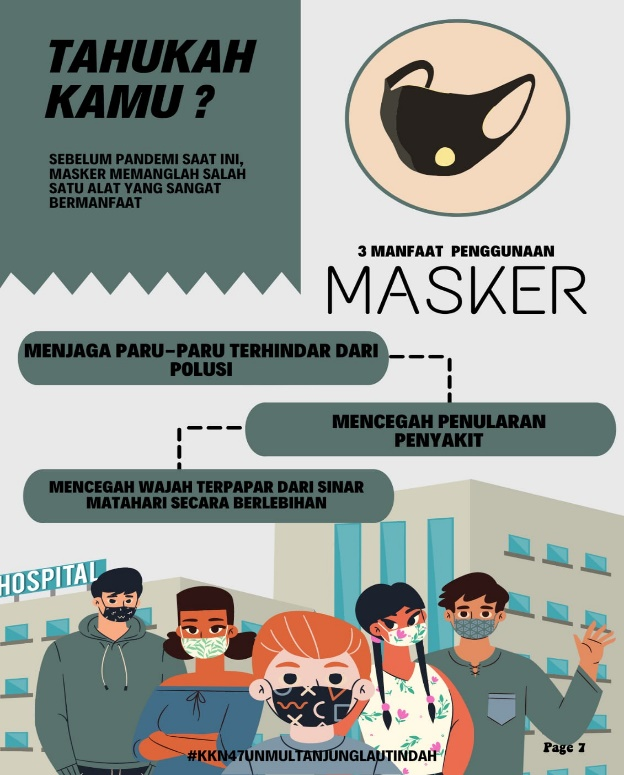 TAHUKAH
KAMU ?
SEBELUM PANDEMI SAAT INI,
MASKER MEMANGLAH SALAH
SATU ALAT YANG SANGAT
BERMANFAAT
3 MANFAAT PENGGUNAAN
MASKER
MENJAGA PARU-PARU TERHINDAR DARI
POLUSI
MENCEGAH PENULARAN
PENYAKIT
MENCEGAH WAJAH TERPAPAR DARI SINAR
MATAHARI SECARA BERLEBIHAN
HOSPITAL
Page 7
#KKN47UNMULTANJUNGLAUTINDAH